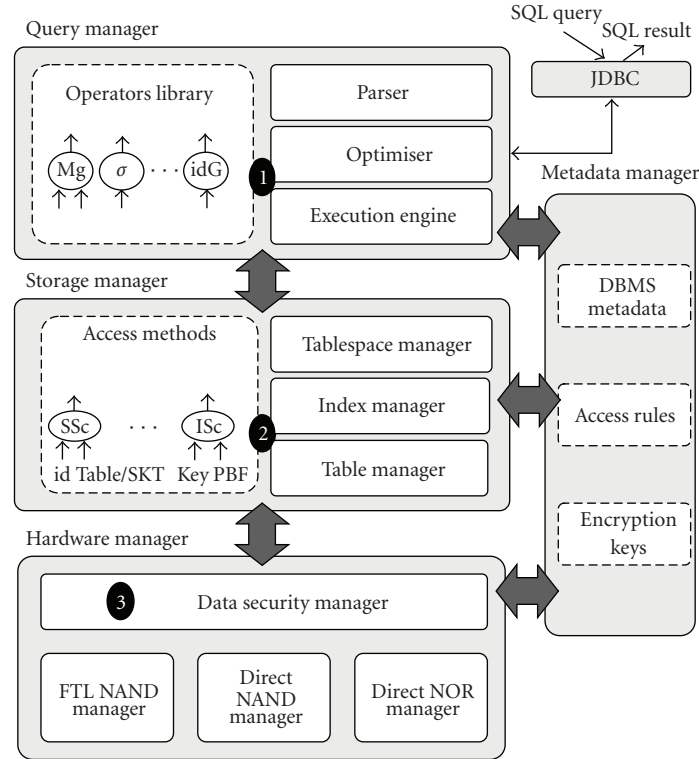 Query manager
SQL query
SQL result
JDBC
Operators library
Mg
σ
· · ·
idG
1
Parser
Optimiser
Execution engine
Metadata manager
DBMS
metadata
Access rules
Encryption
keys
Storage manager
Access methods
SSc
· · ·
ISc
id Table/SKT
Key PBF
2
Tablespace manager
Index manager
Table manager
Hardware manager
3
Data security manager
FTL NAND
manager
Direct
NAND
manager
Direct NOR
manager